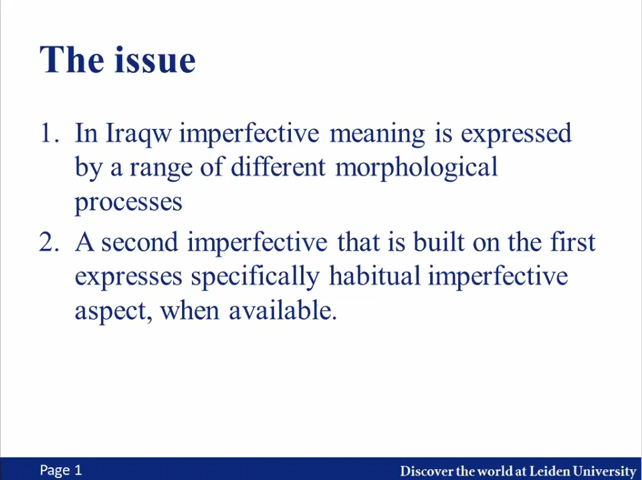 The issue
1. In Iraqw imperfective meaning is expressed
by a range of different morphological
processes
2. A second imperfective that is built on the first
expresses specifically habitual imperfective
aspect, when available.
Page 1
Discover the world at Leiden University